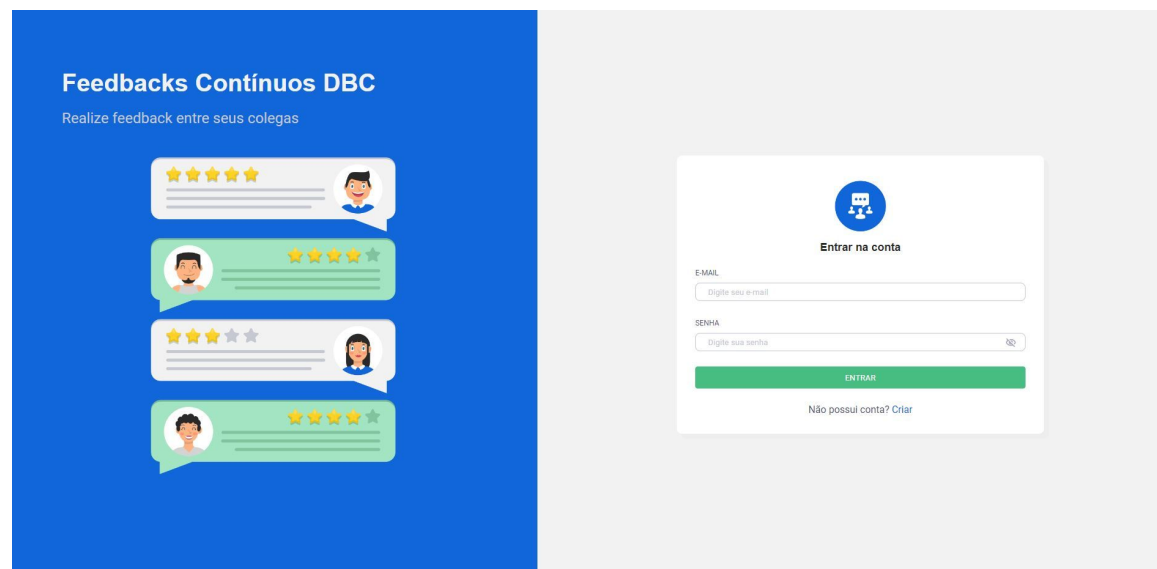 Feedbacks Contínuos DBC
Realize feedback entre seus colegas
Entrar na conta
E-MAIL
Digite seu e-mail
SENHA
Digite sua senha
ENTRAR
Não possui conta? Criar